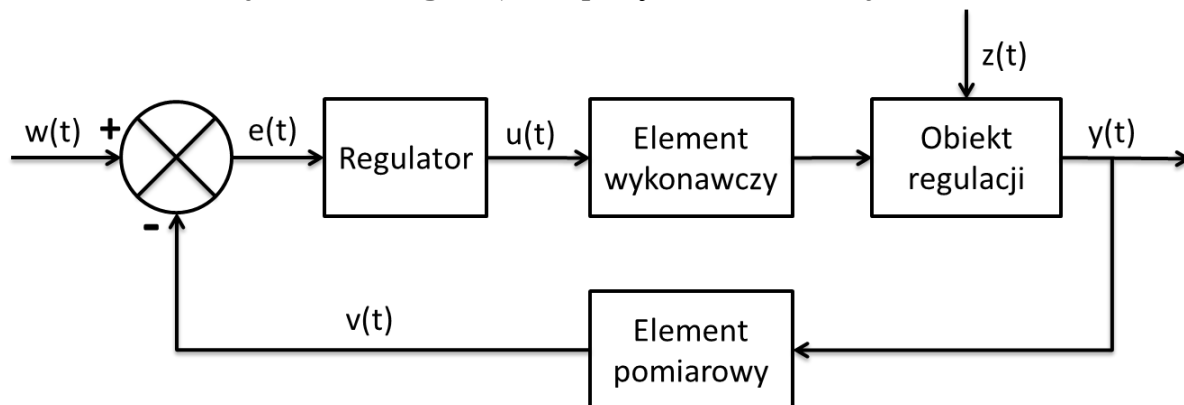 z(t)
w(t)
+
e(t)
Regulator
u(t)
Element
wykonawczy
Obiekt
regulacji
y(t)
-
v(t)
Element
pomiarowy